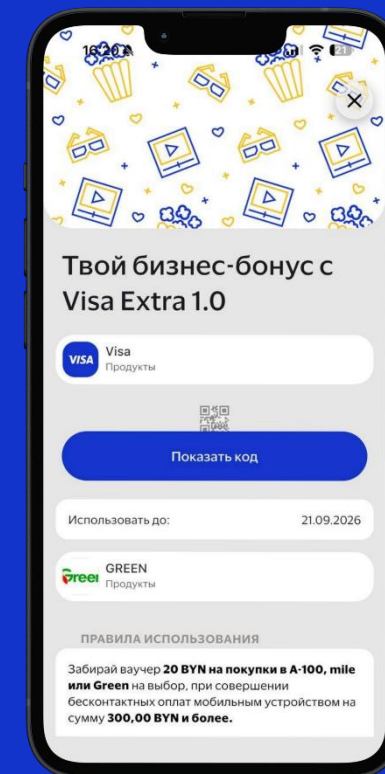 16:20
21
Твой бизнес-бонус с
Visa Extra 1.0
VISA
Visa
Продукты
Показать код
Использовать до:
21.09.2026
Green
GREEN
Продукты
ПРАВИЛА ИСПОЛЬЗОВАНИЯ
Забирай ваучер 20 BYN на покупки в А-100, mile
или Green на выбор, при совершении
бесконтактных оплат мобильным устройством на
сумму 300,00 BYN и более.